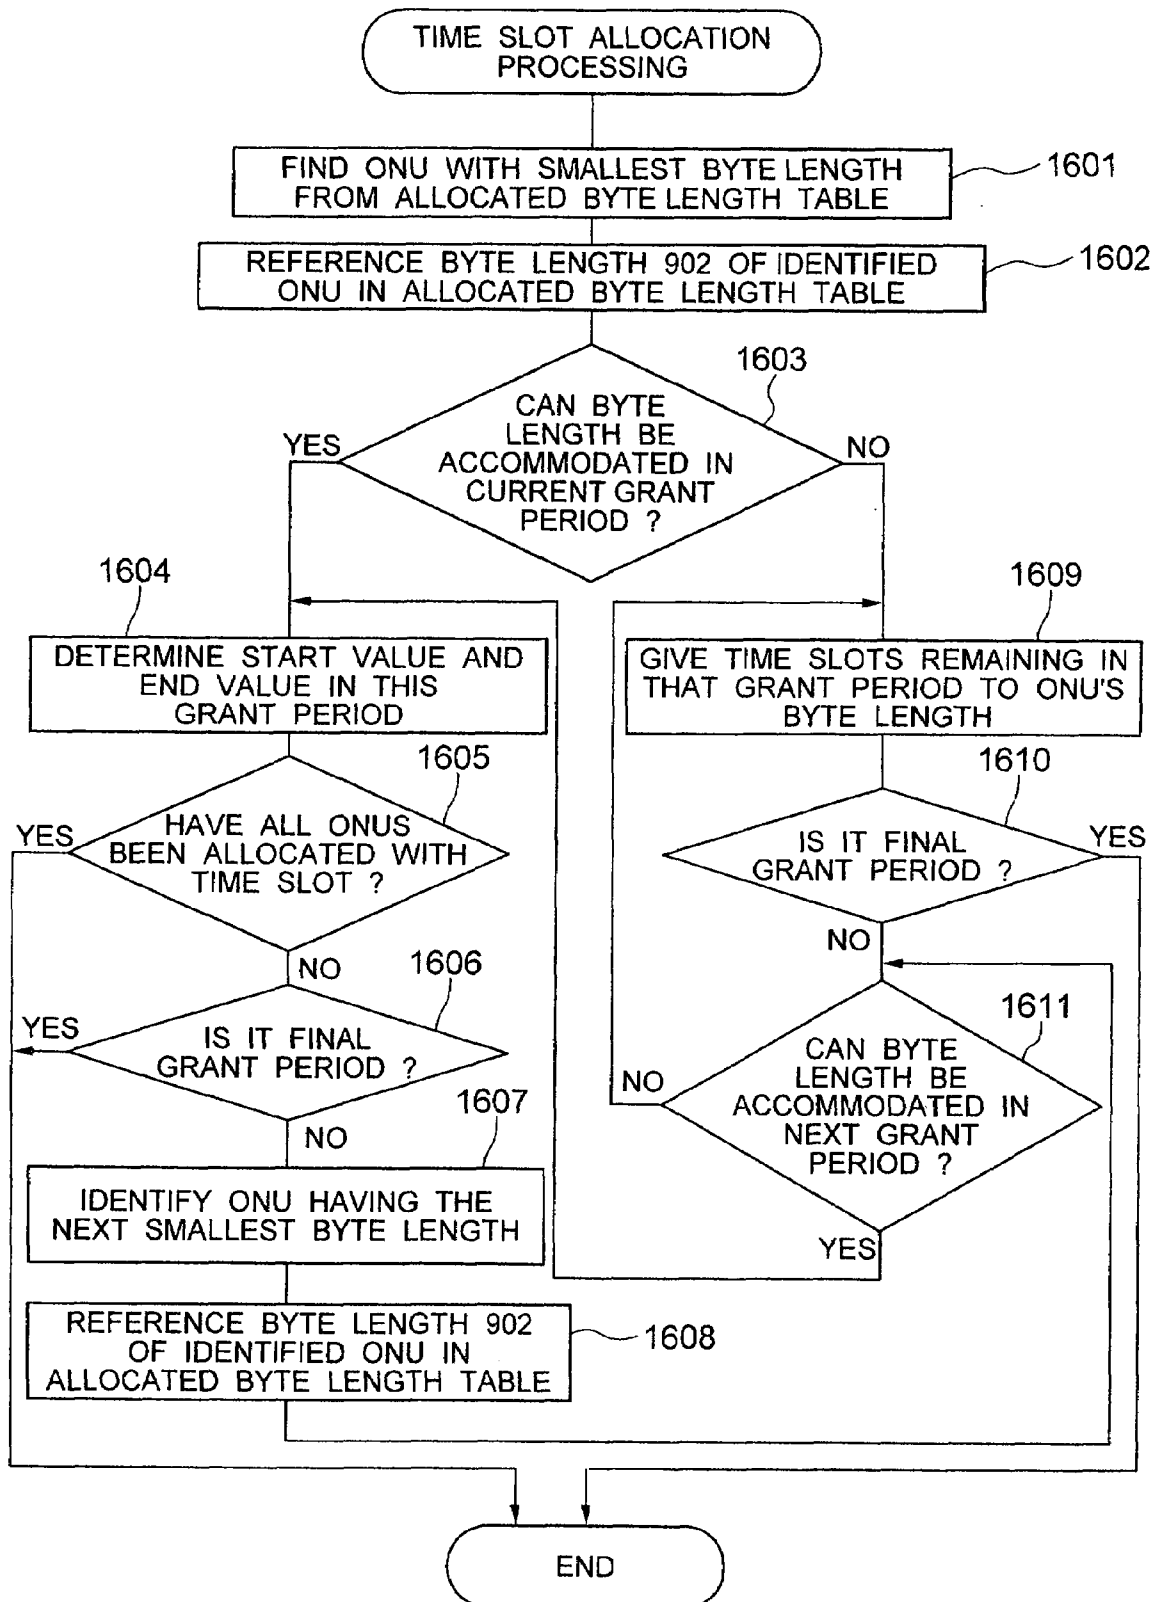 TIME SLOT ALLOCATION
PROCESSING
FIND ONU WITH SMALLEST BYTE LENGTH
FROM ALLOCATED BYTE LENGTH TABLE
1601
REFERENCE BYTE LENGTH 902 OF IDENTIFIED
ONU IN ALLOCATED BYTE LENGTH TABLE
1602
1603
CAN BYTE
LENGTH BE
ACCOMMODATED IN
CURRENT GRANT
PERIOD ?
YES
NO
1604
DETERMINE START VALUE AND
END VALUE IN THIS
GRANT PERIOD
1609
GIVE TIME SLOTS REMAINING IN
THAT GRANT PERIOD TO ONU'S
BYTE LENGTH
1605
YES
HAVE ALL ONUS
BEEN ALLOCATED WITH
TIME SLOT ?
NO
1610
IS IT FINAL
GRANT PERIOD ?
YES
NO
1606
YES
IS IT FINAL
GRANT PERIOD ?
NO
1611
CAN BYTE
LENGTH BE
ACCOMMODATED IN
NEXT GRANT
PERIOD ?
NO
YES
1607
IDENTIFY ONU HAVING THE
NEXT SMALLEST BYTE LENGTH
REFERENCE BYTE LENGTH 902
OF IDENTIFIED ONU IN
ALLOCATED BYTE LENGTH TABLE
1608
END